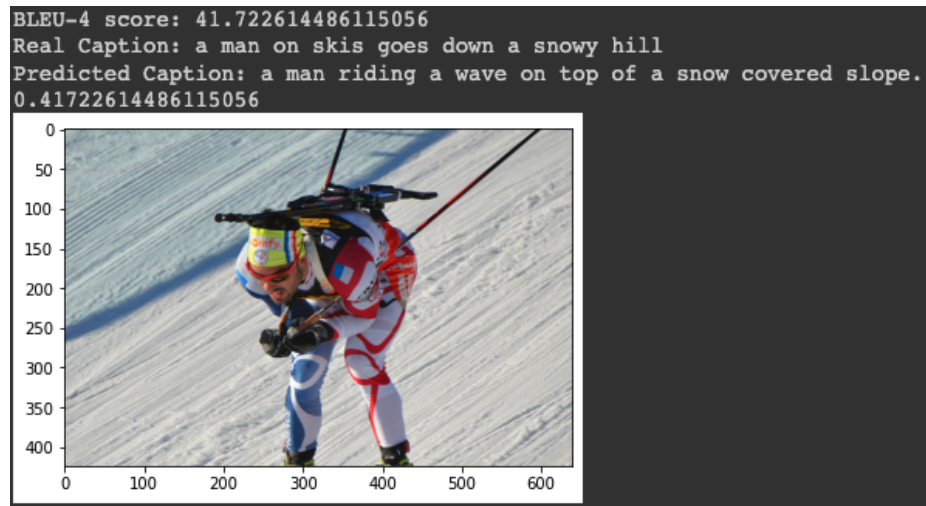 BLEU-4 score: 41.722614486115056
Real Caption: a man on skis goes down a snowy hill
Predicted Caption: a man riding a wave on top of a snow covered slope.
0.41722614486115056
0
50
100
150
200
250
300
350
400
0 100 200 300 400 500 600